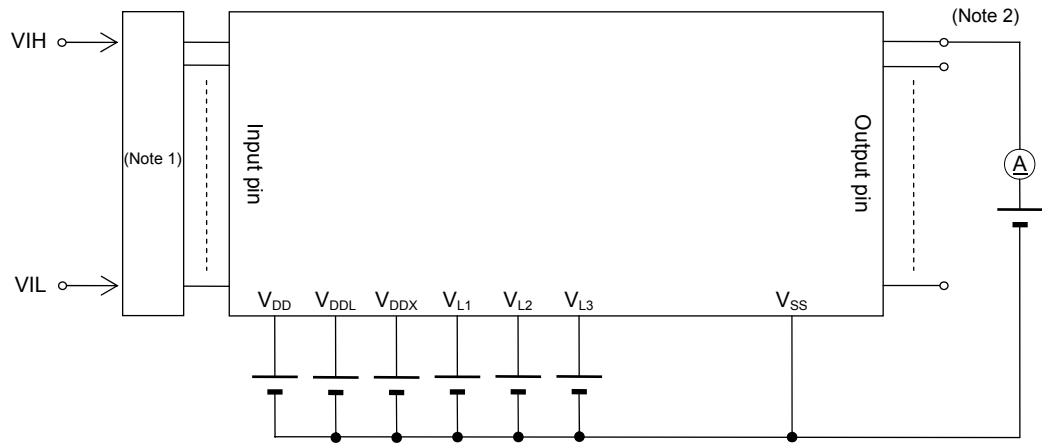 VIH
(Note 2)
(Note 1)
Input pin
Output pin
A
VIL
VDD VDDL VDDX VL1 VL2 VL3 VSS